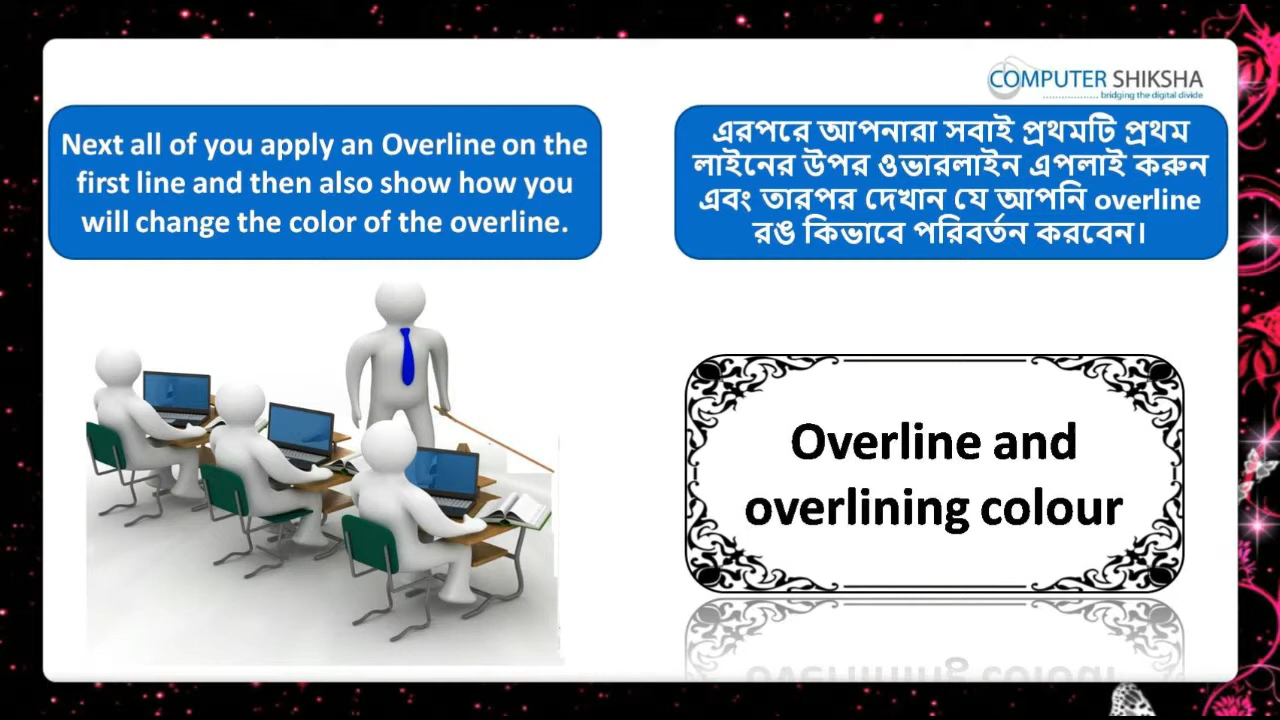 COMPUTER SHIKSHA
.................... bridging the digital divide
Next all of you apply an Overline on the
first line and then also show how you
will change the color of the overline.
এরপরে আপনারা সবাই প্রথমটি প্রথম
লাইনের উপর ওভারলাইন এপলাই করুন
এবং তারপর দেখান যে আপনি overline
রঙ কিভাবে পরিবর্তন করবেন।
Overline and
overlining colour